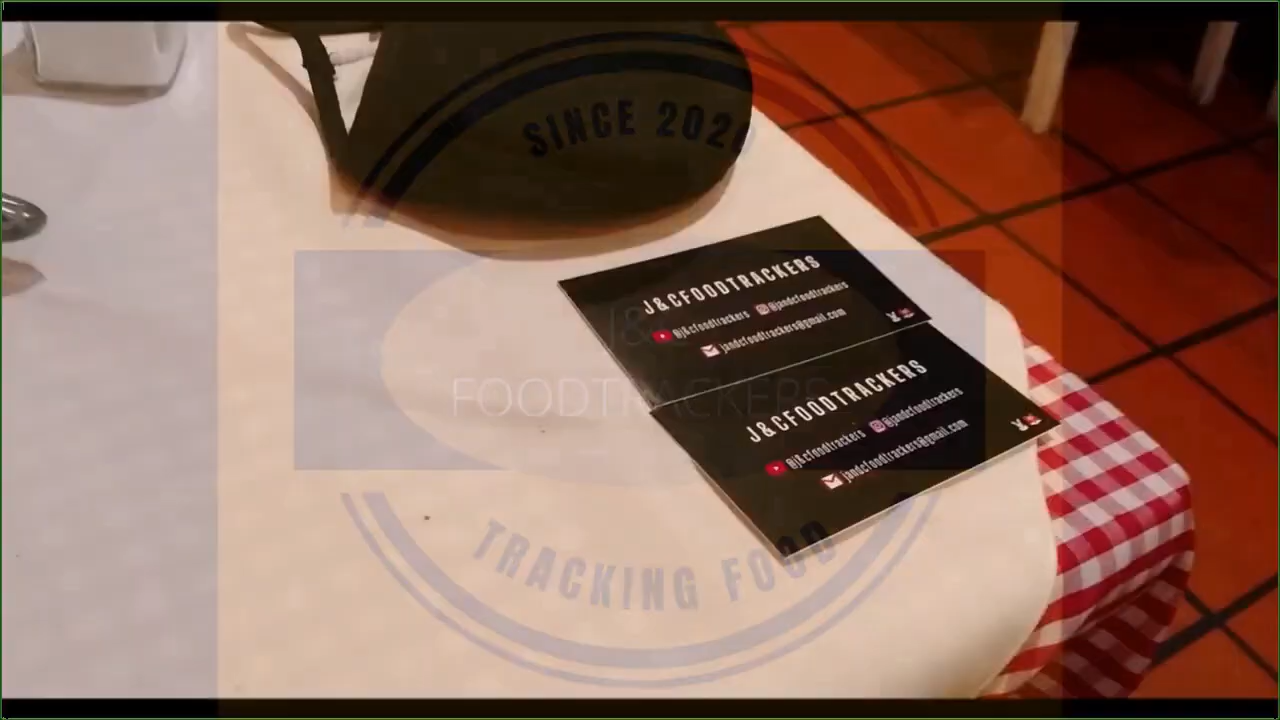 SINCE 2020
J&CFOODTRACKERS
@j&cfoodtrackers @jandcfoodtrackers
jandcfoodtrackers@gmail.com
J&C
FOODTRACKERS
J&CFOODTRACKERS
@j&cfoodtrackers @jandcfoodtrackers
jandcfoodtrackers@gmail.com
TRACKING FOOD